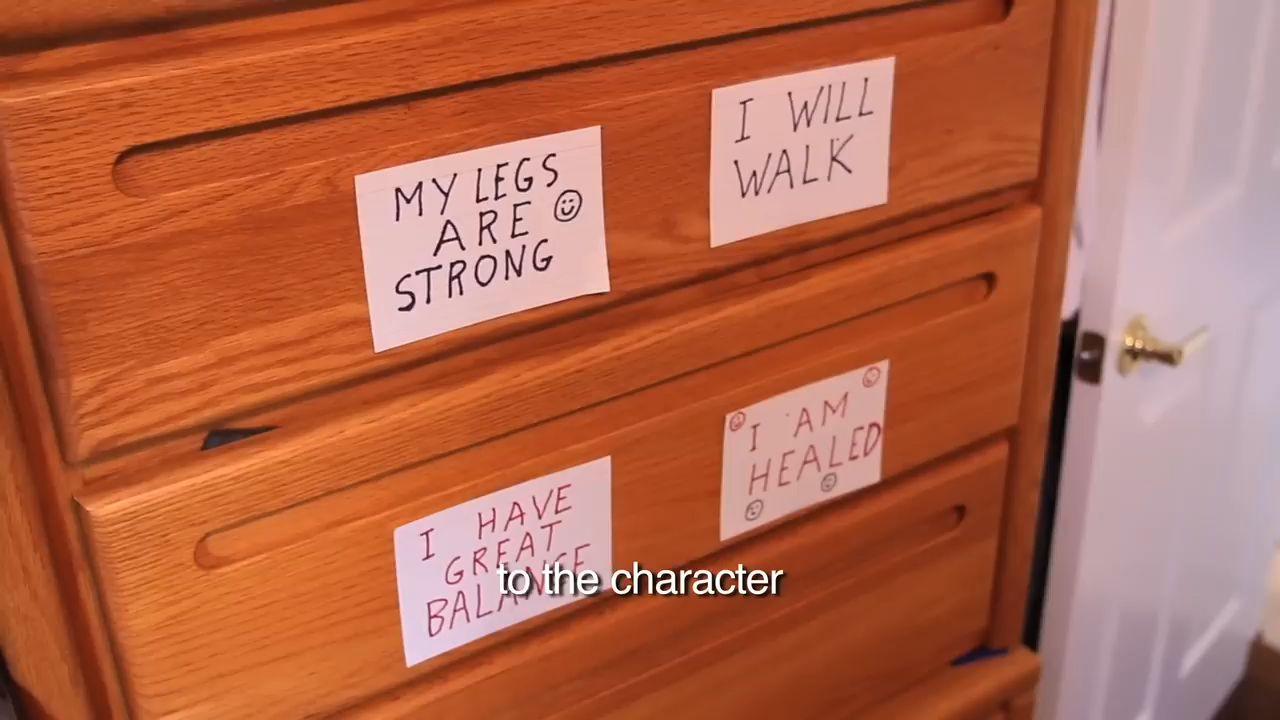 MY LEGS
ARE
STRONG
I WILL
WALK
I HAVE
GREAT
BALANCE
I AM
HEALED
to the character